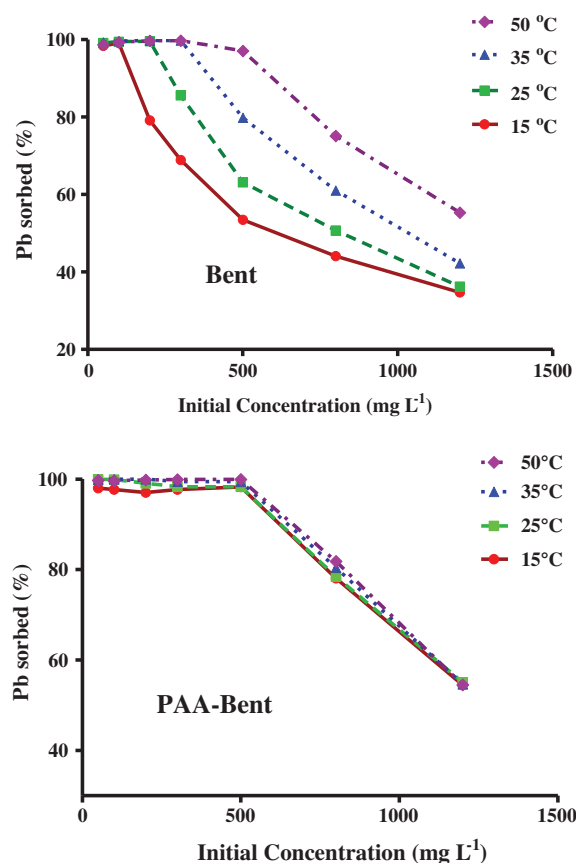 50 °C
35 °C
25 °C
15 °C
100
80
60
40
20
Pb sorbed (%)
Bent
0 500 1000 1500
Initial Concentration (mg L-1)
50°C
35°C
25°C
15°C
100
80
60
40
Pb sorbed (%)
PAA-Bent
0 500 1000 1500
Initial Concentration (mg L-1)